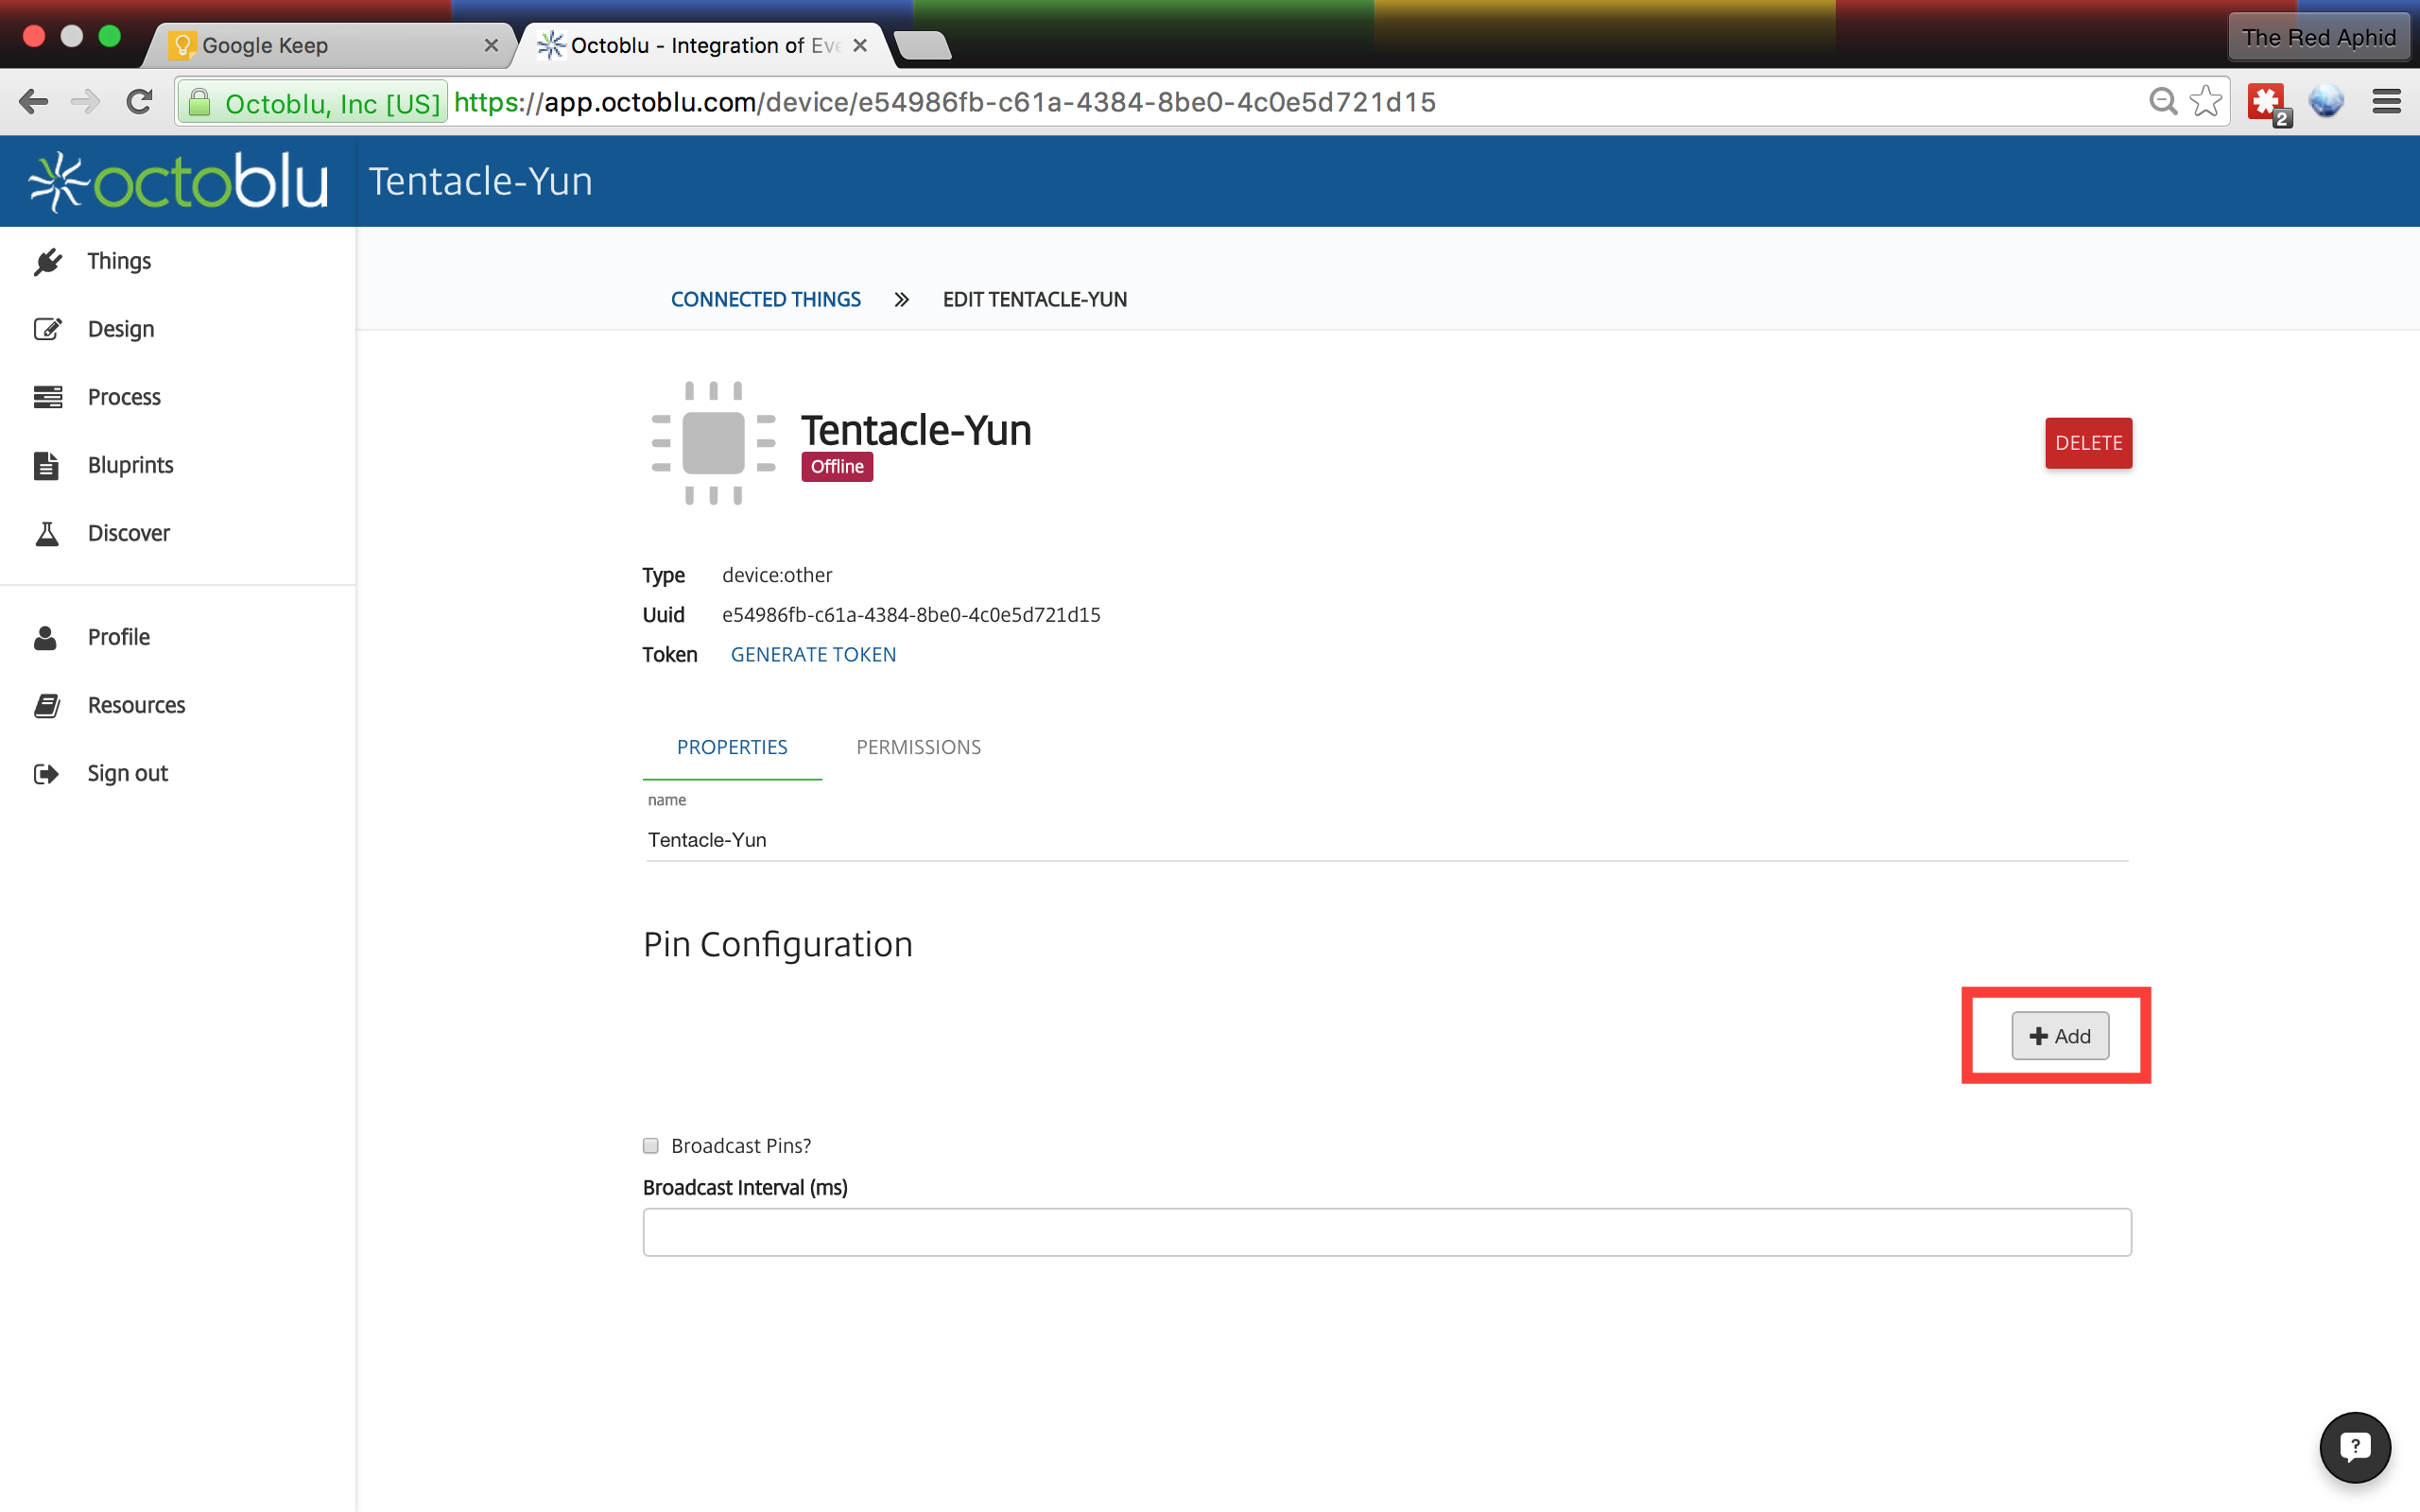 Google Keep
Octoblu - Integration of Eve
The Red Aphid
Octoblu, Inc [US] https://app.octoblu.com/device/e54986fb-c61a-4384-8be0-4c0e5d721d15
2
octoblu
Tentacle-Yun
Things
Design
Process
Bluprints
Discover
Profile
Resources
Sign out
CONNECTED THINGS » EDIT TENTACLE-YUN
Tentacle-Yun
Offline
DELETE
Type device:other
Uuid e54986fb-c61a-4384-8be0-4c0e5d721d15
Token GENERATE TOKEN
PROPERTIES PERMISSIONS
name
Tentacle-Yun
Pin Configuration
+ Add
Broadcast Pins?
Broadcast Interval (ms)
?